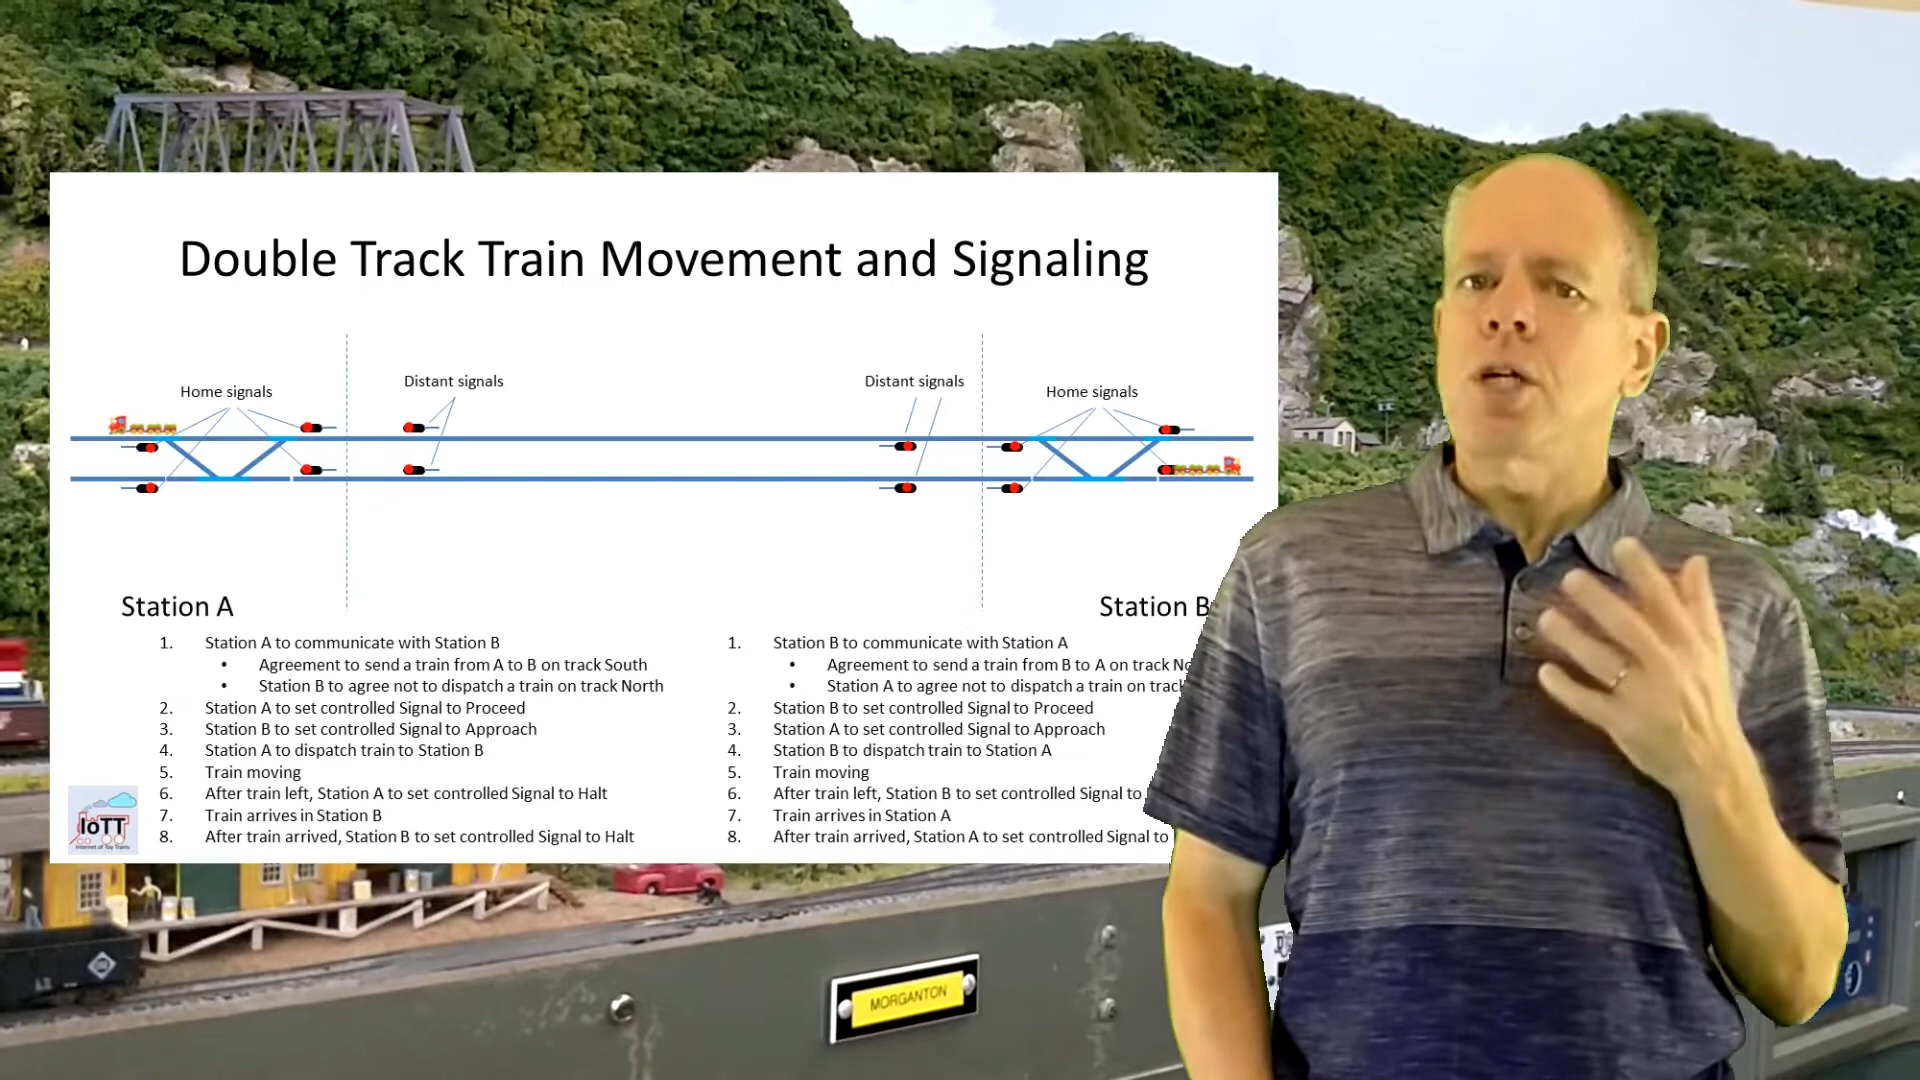 Double Track Train Movement and Signaling
Home signals
Distant signals
Distant signals
Home signals
Station A
Station B
1. Station A to communicate with Station B
• Agreement to send a train from A to B on track South
• Station B to agree not to dispatch a train on track North
2. Station A to set controlled Signal to Proceed
3. Station B to set controlled Signal to Approach
4. Station A to dispatch train to Station B
5. Train moving
6. After train left, Station A to set controlled Signal to Halt
7. Train arrives in Station B
8. After train arrived, Station B to set controlled Signal to Halt
1. Station B to communicate with Station A
• Agreement to send a train from B to A on track
• Station A to agree not to dispatch a train on
2. Station B to set controlled Signal to Proceed
3. Station A to set controlled Signal to Approach
4. Station B to dispatch train to Station A
5. Train moving
6. After train left, Station B to set controlled Signal to
7. Train arrives in Station A
8. After train arrived, Station A to set controlled Signal to
IoTT
Internet of Toy Trains
MORGANTON